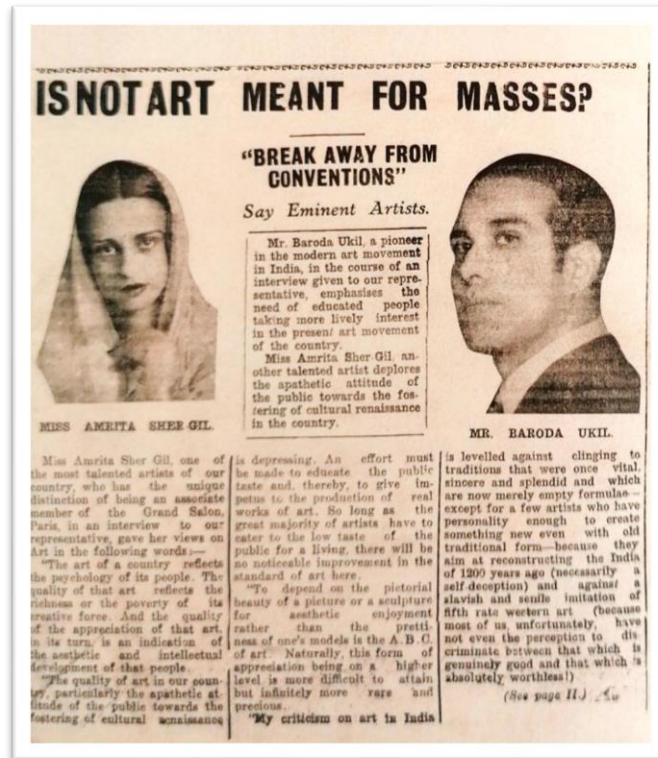 IS NOT ART MEANT FOR MASSES?
"BREAK AWAY FROM
CONVENTIONS"
Say Eminent Artists.
Mr. Baroda Ukil, a pioneer
in the modern art movement
in India, in the course of an
interview given to our repre-
sentative, emphasises the
need of educated people
taking more lively interest
in the present art movement
of the country.
Miss Amrita Sher-Gil, an-
other talented artist deplores
the apathetic attitude of
the public towards the fos-
tering of cultural renaissance
in the country.
MISS AMRITA SHER GIL.
MR. BARODA UKIL.
Miss Amrita Sher Gil, one of
the most talented artists of our
country, who has the unique
distinction of being an associate
member of the Grand Salon,
Paris, in an interview to our
representative, gave her views on
Art in the following words:—
"The art of a country reflects
the psychology of its people. The
quality of that art reflects the
richness or the poverty of its
creative force. And the quality
of the appreciation of that art,
in its turn, is an indication of
the aesthetic and intellectual
development of that people.
"The quality of art in our coun-
try, particularly the apathetic at-
titude of the public towards the
fostering of cultural renaissance
is depressing. An effort must
be made to educate the public
taste and, thereby, to give im-
petus to the production of real
works of art. So long as the
great majority of artists have to
cater to the low taste of the
public for a living, there will be
no noticeable improvement in the
standard of art here.
"To depend on the pictorial
beauty of a picture or a sculpture
for aesthetic enjoyment
rather than the pretti-
ness of one's models is the A.B.C.
of art. Naturally, this form of
appreciation being on a higher
level is more difficult to attain
but infinitely more rare and
precious.
"My criticism on art in India
is levelled against clinging to
traditions that were once vital,
sincere and splendid and which
are now merely empty formulae—
except for a few artists who have
personality enough to create
something new even with old
traditional form—because they
aim at reconstructing the India
of 1200 years ago (necessarily a
self-deception) and against a
slavish and senile imitation of
fifth rate western art (because
most of us, unfortunately, have
not even the perception to dis-
criminate between that which is
genuinely good and that which is
absolutely worthless!)
(See page II.)